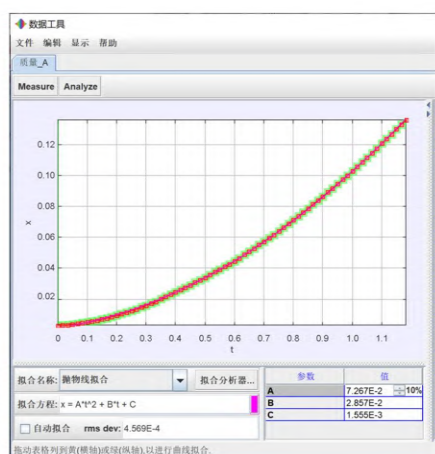 数据工具
文件 编辑 显示 帮助
质量_A
Measure Analyze
0.12
0.10
0.08
0.06
0.04
0.02
x
0 0.1 0.2 0.3 0.4 0.5 0.6 0.7 0.8 0.9 1.0 1.1
t
拟合名称: 抛物线拟合 拟合分析器...
拟合方程: x = A*t^2 + B*t + C
自动拟合 rms dev: 4.569E-4
参数 值
A 7.267E-2 10%
B 2.857E-2
C 1.555E-3
拖动表格列到黄(横轴)或绿(纵轴),以进行曲线拟合.